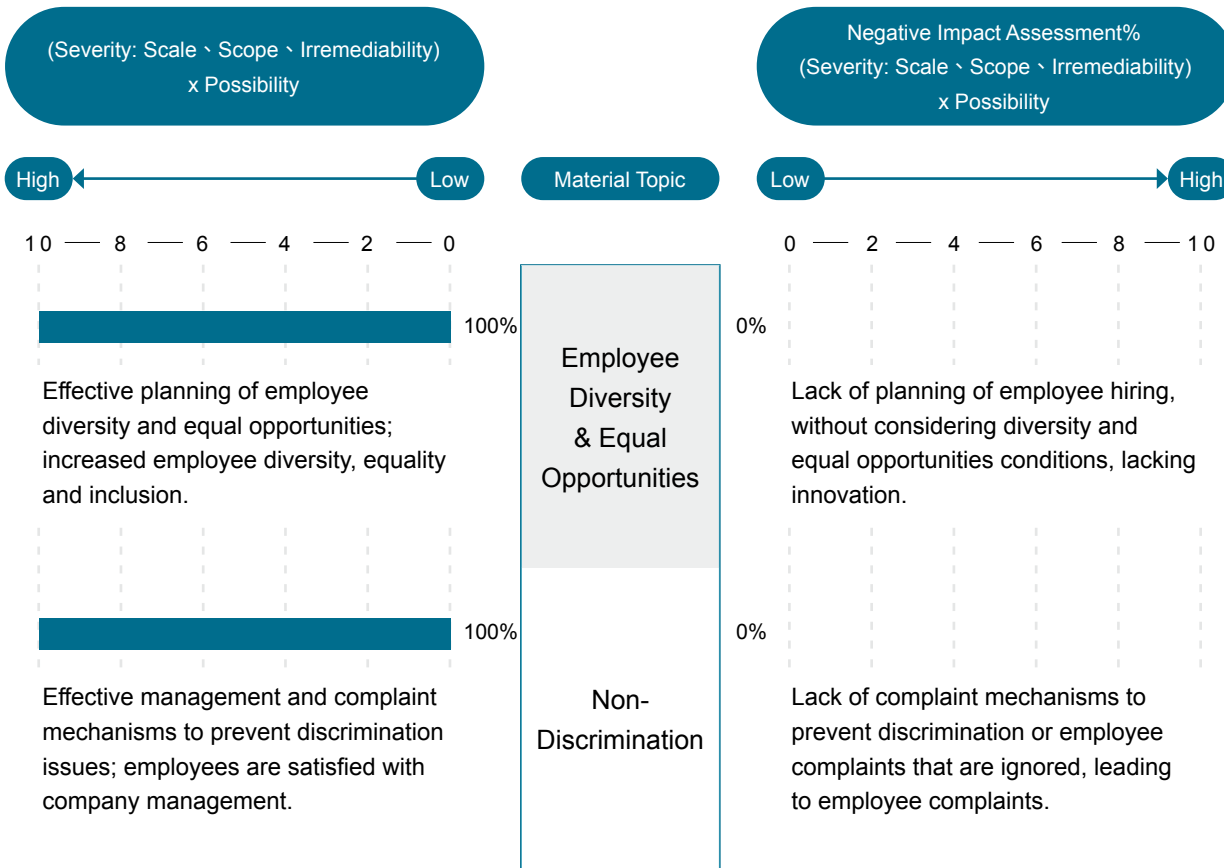 (Severity: Scale、Scope、Irremediability)
x Possibility
Negative Impact Assessment%
(Severity: Scale、Scope、Irremediability)
x Possibility
High
Low
Material Topic
Low
High
10 — 8 — 6 — 4 — 2 — 0
0 — 2 — 4 — 6 — 8 — 10
100%
Employee
Diversity
& Equal
Opportunities
0%
Effective planning of employee
diversity and equal opportunities;
increased employee diversity, equality
and inclusion.
Lack of planning of employee hiring,
without considering diversity and
equal opportunities conditions, lacking
innovation.
100%
Non-
Discrimination
0%
Effective management and complaint
mechanisms to prevent discrimination
issues; employees are satisfied with
company management.
Lack of complaint mechanisms to
prevent discrimination or employee
complaints that are ignored, leading
to employee complaints.